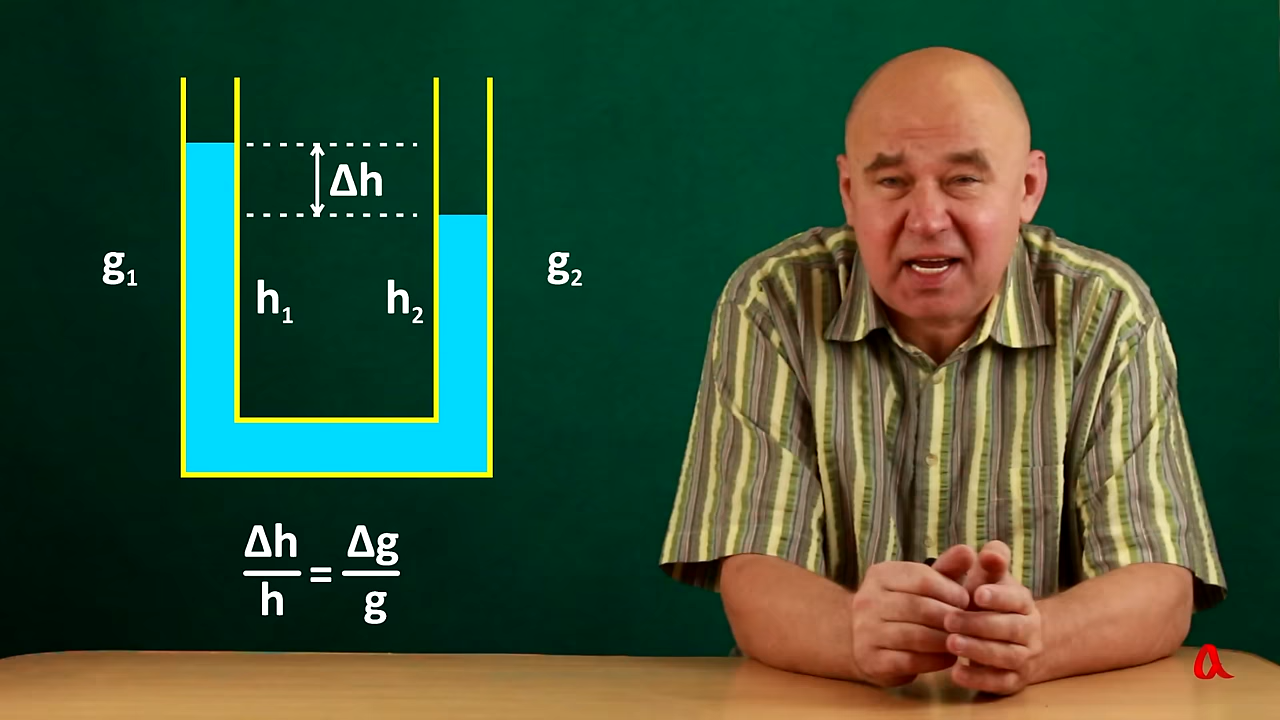 Δh
g₁
g₂
h₁
h₂
Δh/h = Δg/g
a